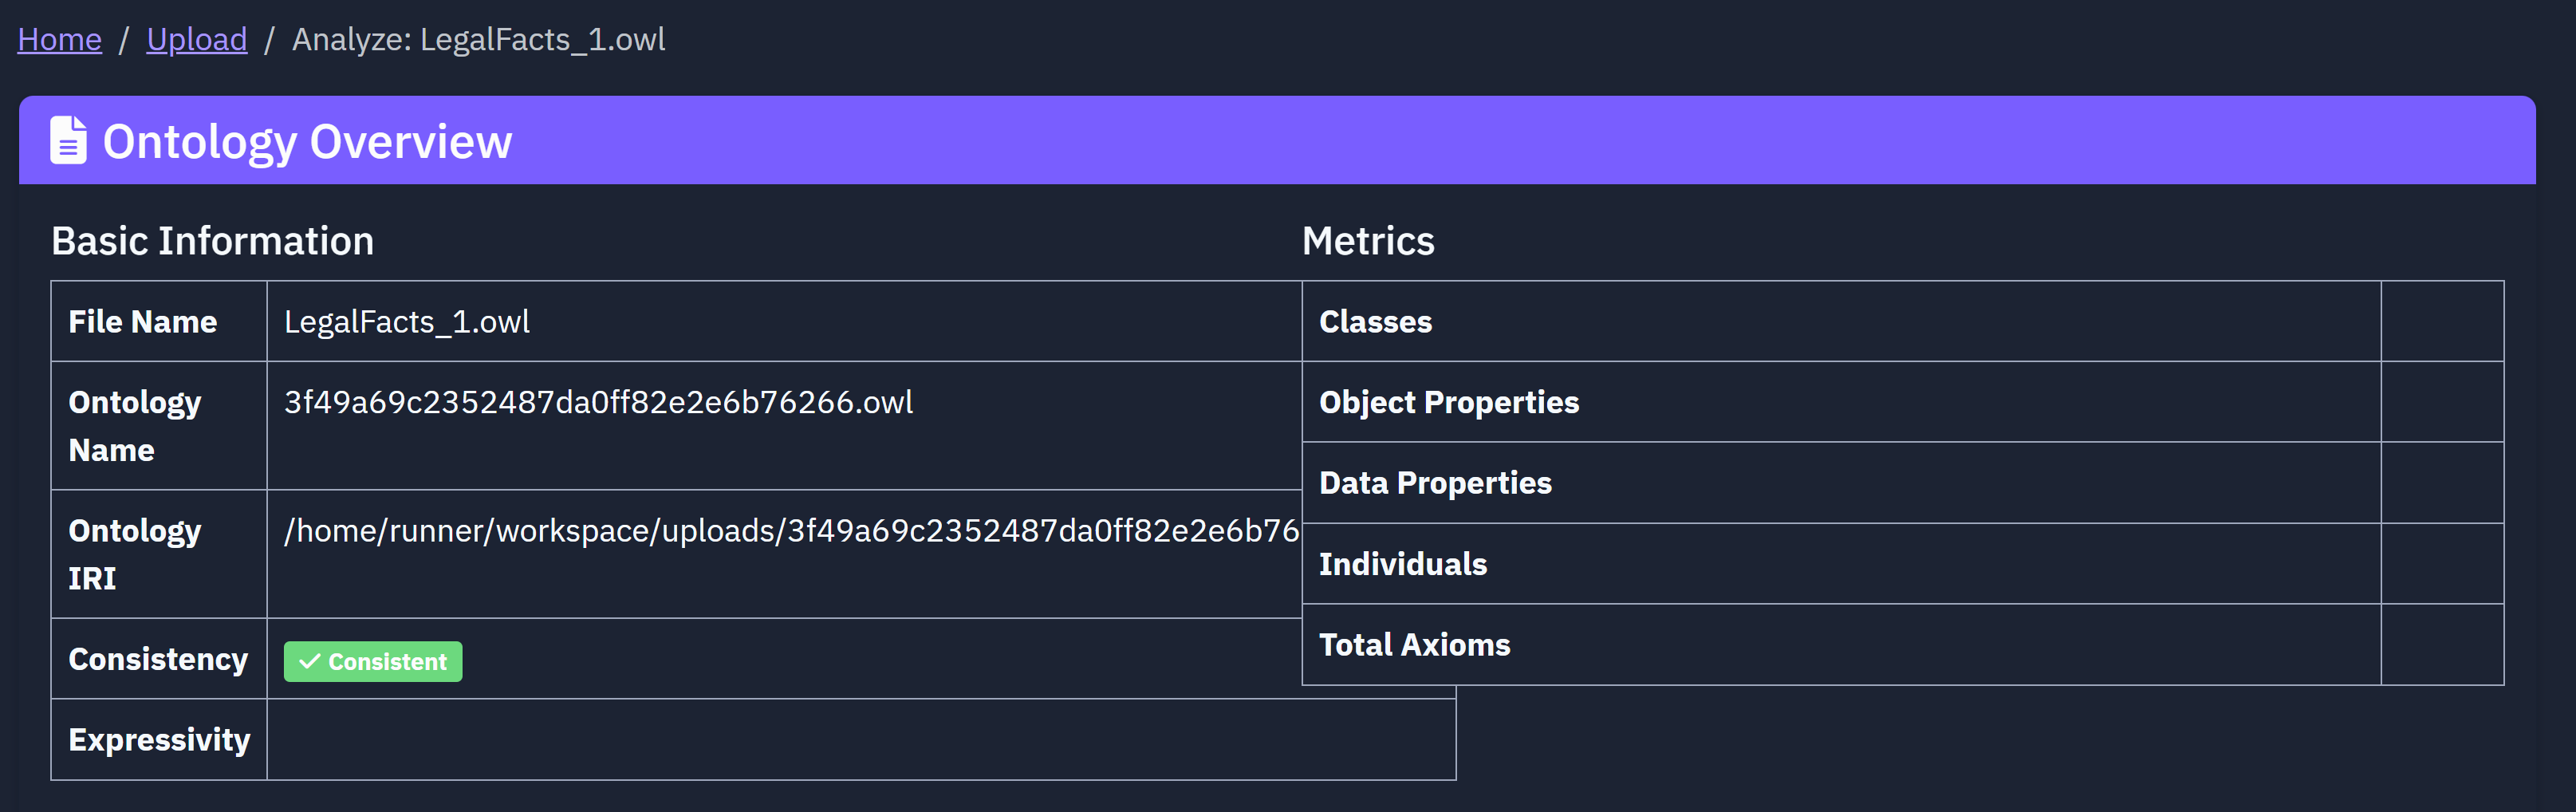 Home / Upload / Analyze: LegalFacts_1.owl
Ontology Overview
Basic Information
File Name LegalFacts_1.owl
Ontology Name 3f49a69c2352487da0ff82e2e6b76266.owl
Ontology IRI /home/runner/workspace/uploads/3f49a69c2352487da0ff82e2e6b76
Consistency Consistent
Expressivity
Metrics
Classes
Object Properties
Data Properties
Individuals
Total Axioms